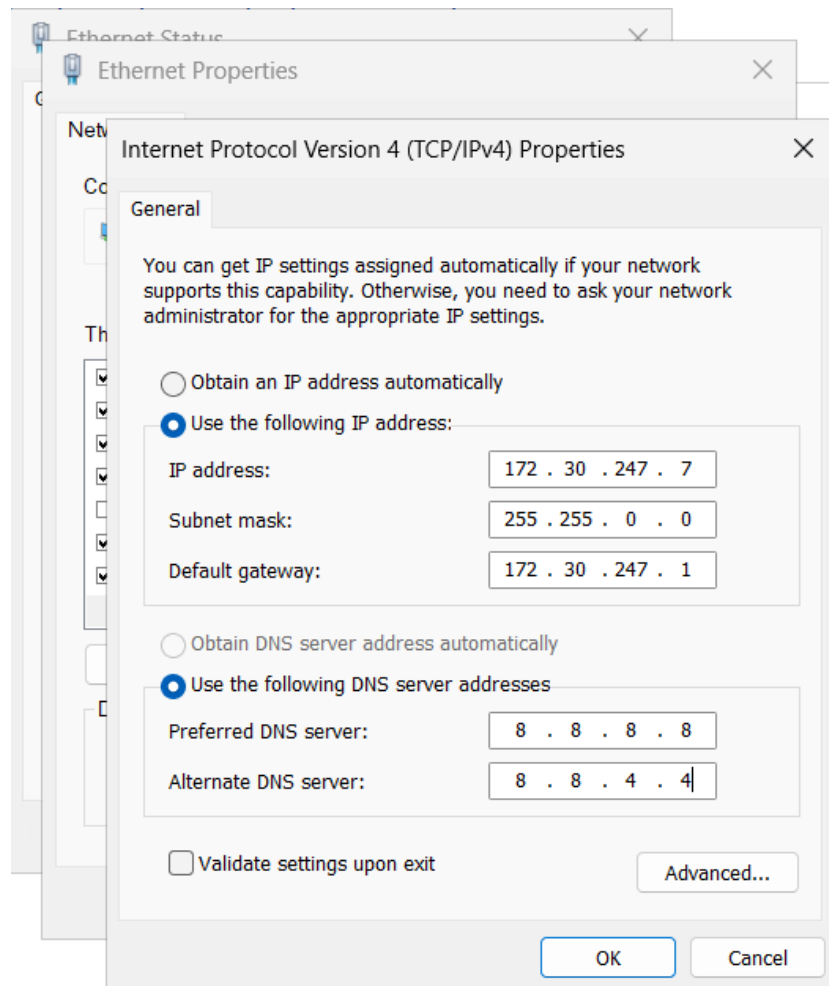 Ethernet Status
Ethernet Properties
Internet Protocol Version 4 (TCP/IPv4) Properties
General
You can get IP settings assigned automatically if your network
supports this capability. Otherwise, you need to ask your network
administrator for the appropriate IP settings.
Obtain an IP address automatically
Use the following IP address:
IP address: 172 . 30 . 247 . 7
Subnet mask: 255 . 255 . 0 . 0
Default gateway: 172 . 30 . 247 . 1
Obtain DNS server address automatically
Use the following DNS server addresses
Preferred DNS server: 8 . 8 . 8 . 8
Alternate DNS server: 8 . 8 . 4 . 4
Validate settings upon exit
Advanced...
OK Cancel